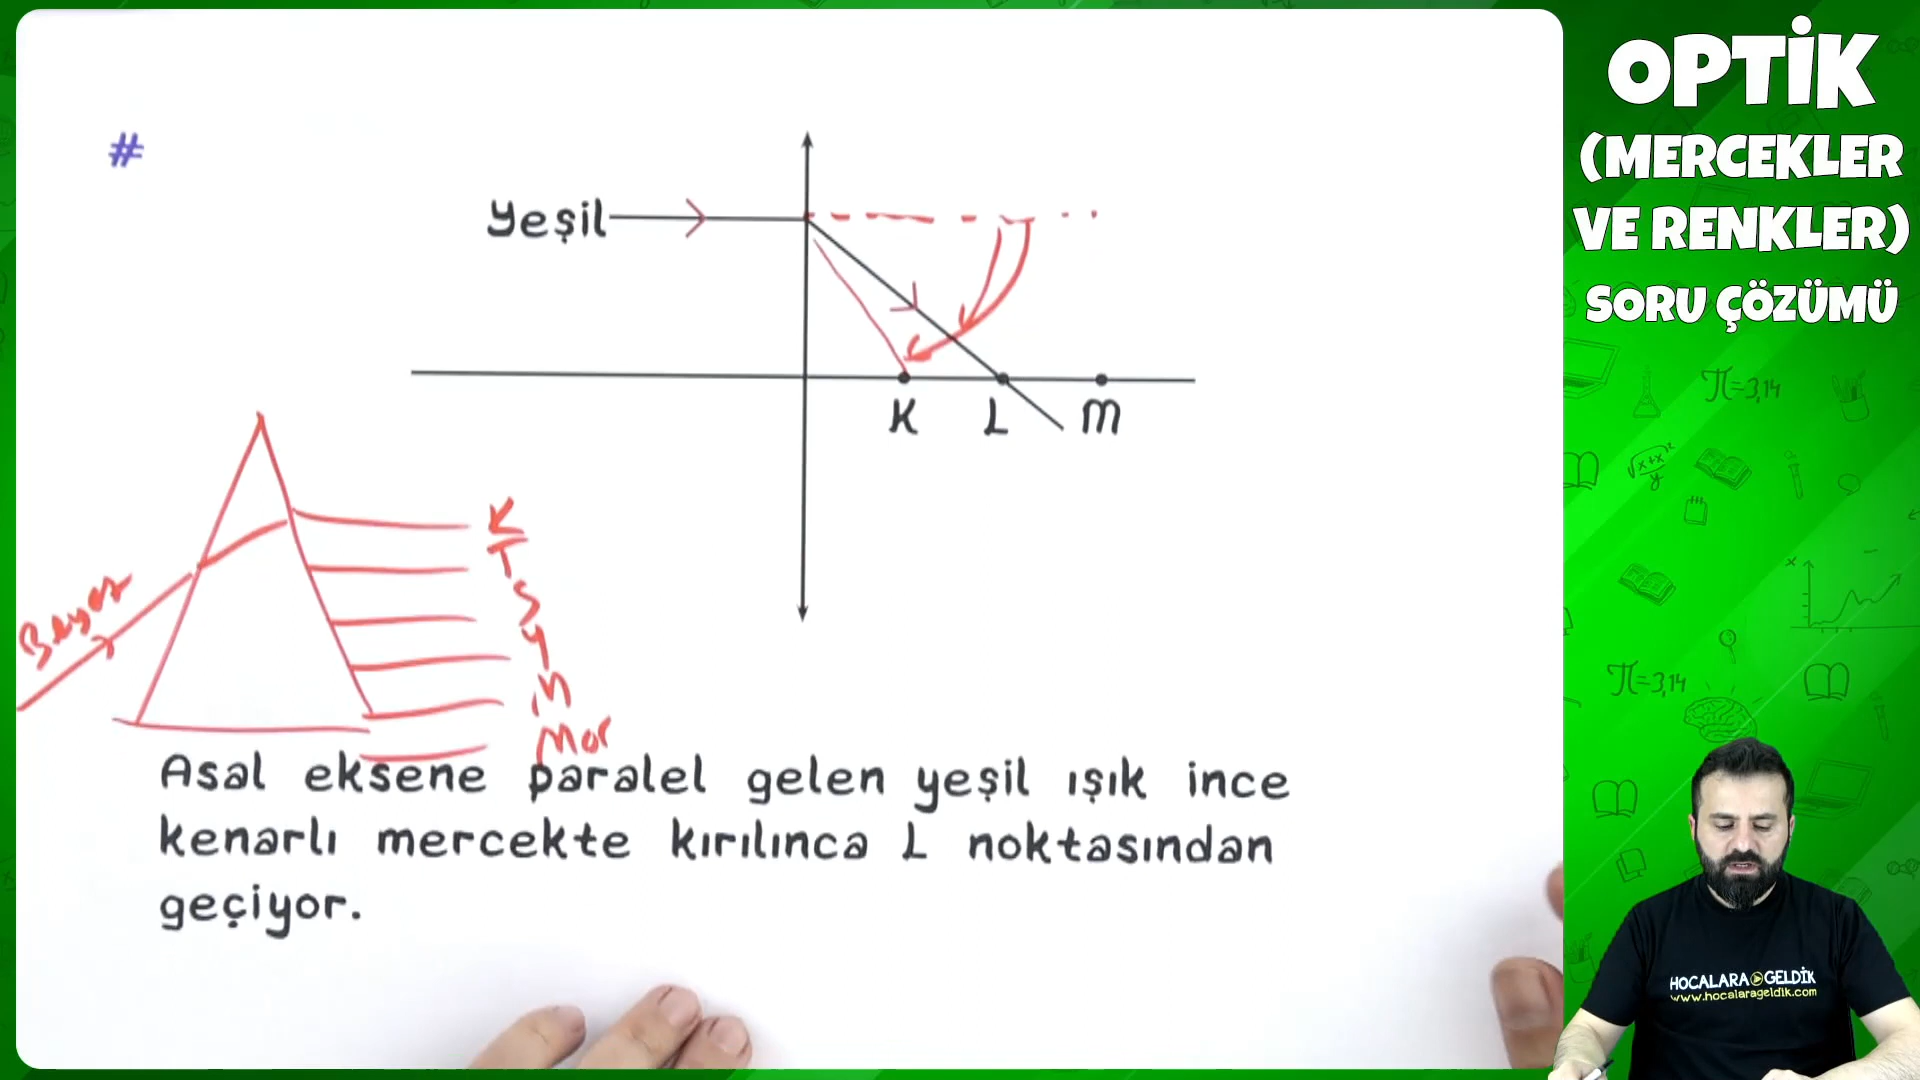 #
Yeşil
K L M
Beyaz
K
T
S
Y
M
Mor
Asal eksene paralel gelen yeşil ışık ince
kenarlı mercekte kırılınca L noktasından
geçiyor.
OPTİK
(MERCEKLER
VE RENKLER)
SORU ÇÖZÜMÜ
π=3,14
π=3,14
HOCALARA GELDİK
www.hocalarageldik.com